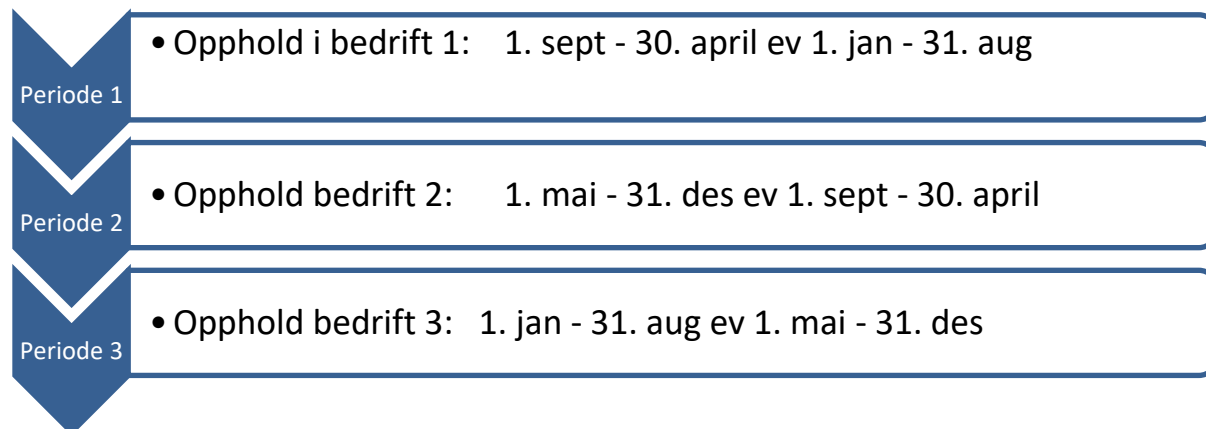 Periode 1
• Opphold i bedrift 1: 1. sept - 30. april ev 1. jan - 31. aug
Periode 2
• Opphold bedrift 2: 1. mai - 31. des ev 1. sept - 30. april
Periode 3
• Opphold bedrift 3: 1. jan - 31. aug ev 1. mai - 31. des